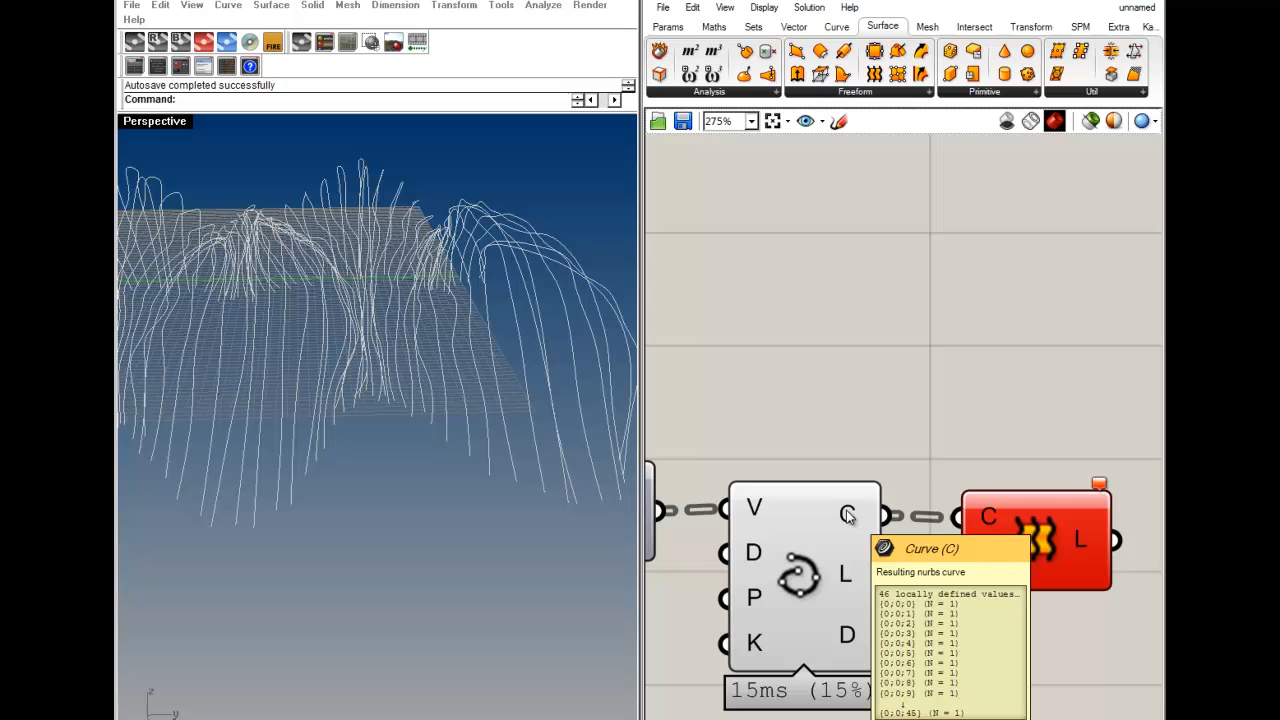 File Edit View Curve Surface Solid Mesh Dimension Transform Tools Analyze Render
Help
FIRE
Autosave completed successfully
Command:
Perspective
z
y
unnamed
File Edit View Display Solution Help
Params Maths Sets Vector Curve Surface Mesh Intersect Transform SPM Extra Ka...
m² m³
Analysis
Freeform
Primitive
Util
275%
V
D
P
K
C
L
D
15ms (15%)
C
L
Curve (C)
Resulting nurbs curve
46 locally defined values…
{0;0;0} (N = 1)
{0;0;1} (N = 1)
{0;0;2} (N = 1)
{0;0;3} (N = 1)
{0;0;4} (N = 1)
{0;0;5} (N = 1)
{0;0;6} (N = 1)
{0;0;7} (N = 1)
{0;0;8} (N = 1)
{0;0;9} (N = 1)
↓
{0;0;45} (N = 1)